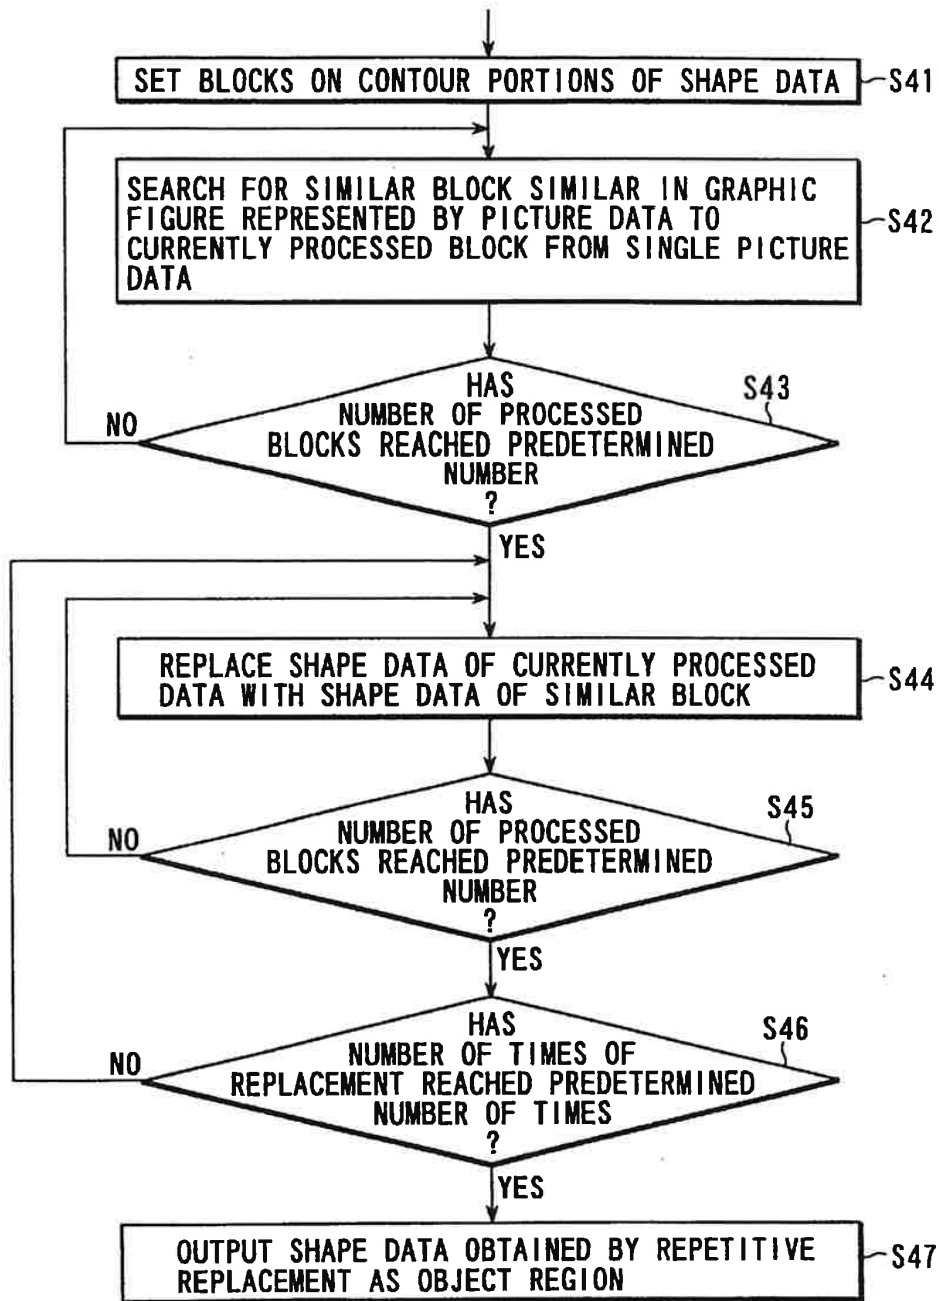 SET BLOCKS ON CONTOUR PORTIONS OF SHAPE DATA
S41
SEARCH FOR SIMILAR BLOCK SIMILAR IN GRAPHIC
FIGURE REPRESENTED BY PICTURE DATA TO
CURRENTLY PROCESSED BLOCK FROM SINGLE PICTURE
DATA
S42
HAS
NUMBER OF PROCESSED
BLOCKS REACHED PREDETERMINED
NUMBER
?
S43
NO
YES
REPLACE SHAPE DATA OF CURRENTLY PROCESSED
DATA WITH SHAPE DATA OF SIMILAR BLOCK
S44
HAS
NUMBER OF PROCESSED
BLOCKS REACHED PREDETERMINED
NUMBER
?
S45
NO
YES
HAS
NUMBER OF TIMES OF
REPLACEMENT REACHED PREDETERMINED
NUMBER OF TIMES
?
S46
NO
YES
OUTPUT SHAPE DATA OBTAINED BY REPETITIVE
REPLACEMENT AS OBJECT REGION
S47